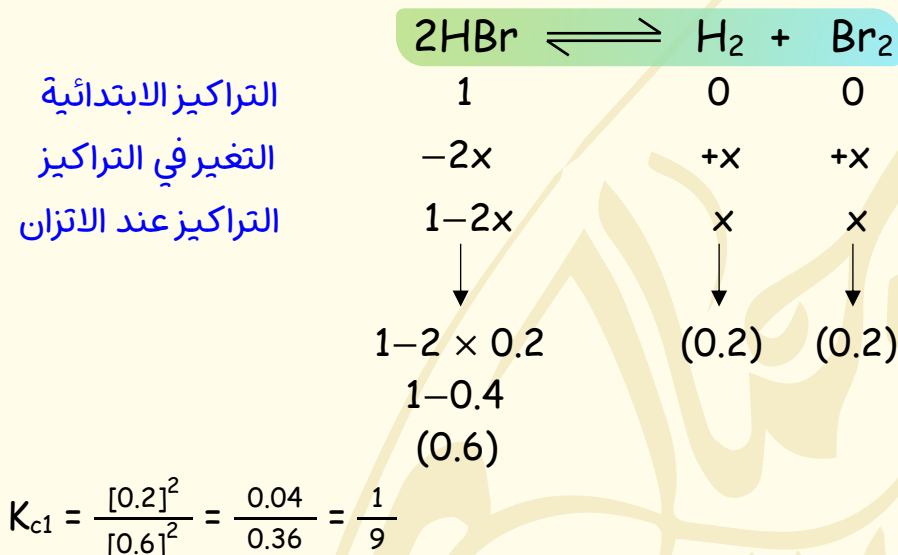 2HBr ⇌ H₂ + Br₂
التراكيز الابتدائية 1 0 0
التغير في التراكيز −2x +x +x
التراكيز عند الاتزان 1−2x x x
1−2 × 0.2 (0.2) (0.2)
1−0.4
(0.6)
K_c1 = [0.2]²/[0.6]² = 0.04/0.36 = 1/9